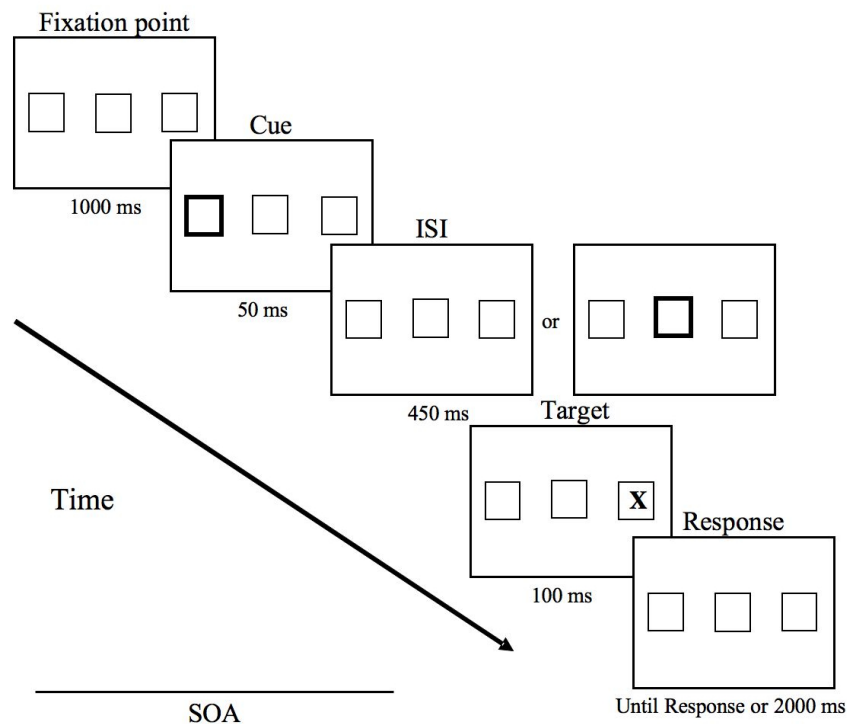 Fixation point
Cue
1000 ms
ISI
50 ms
or
450 ms
Target
X
Time
Response
100 ms
Until Response or 2000 ms
SOA